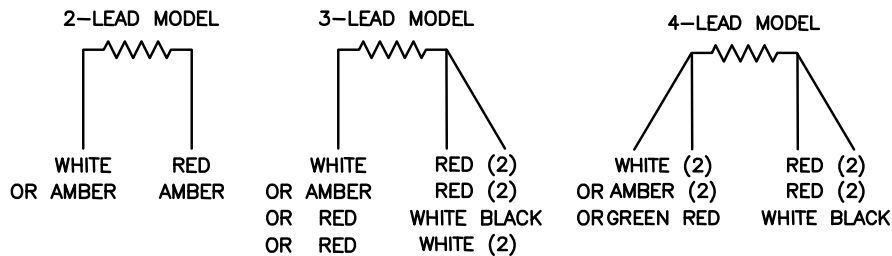 2-LEAD MODEL
WHITE RED
OR AMBER AMBER
3-LEAD MODEL
WHITE RED (2)
OR AMBER RED (2)
OR RED WHITE BLACK
OR RED WHITE (2)
4-LEAD MODEL
WHITE (2) RED (2)
OR AMBER (2) RED (2)
OR GREEN RED WHITE BLACK